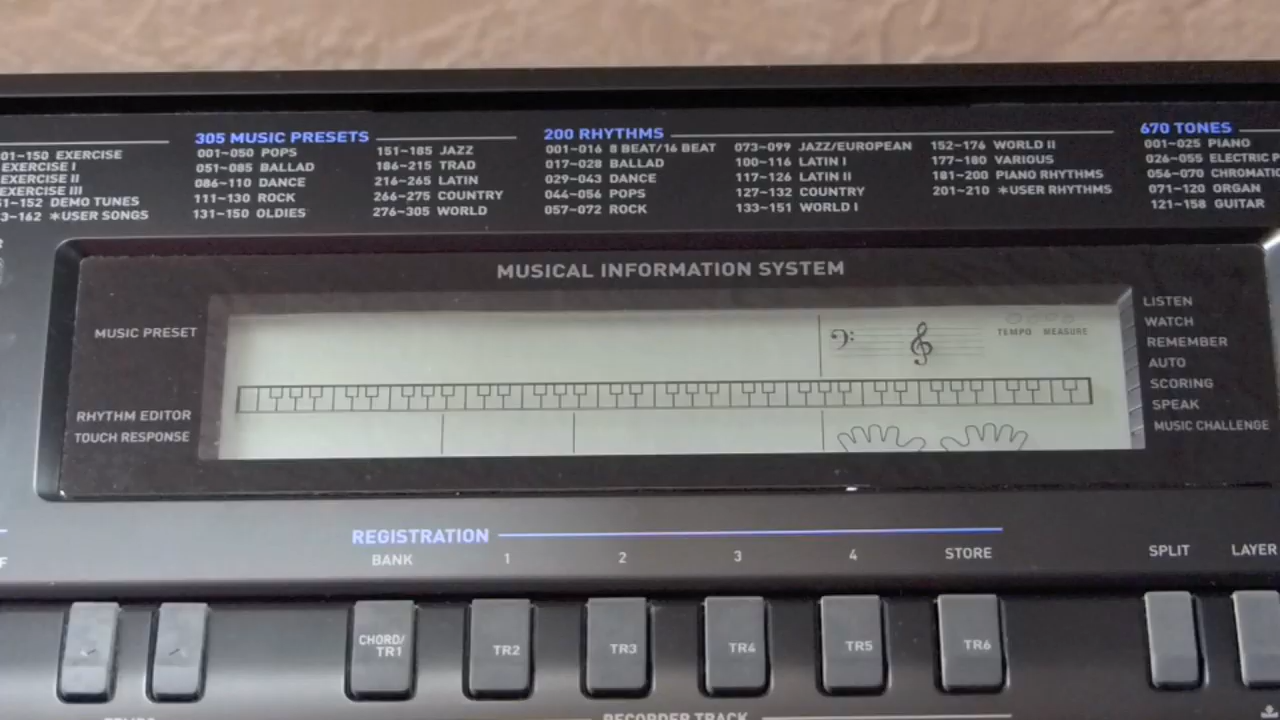 305 MUSIC PRESETS
200 RHYTHMS
670 TONES
01-150 EXERCISE
EXERCISE I
EXERCISE II
EXERCISE III
51-152 DEMO TUNES
3-162 *USER SONGS
001-050 POPS
051-085 BALLAD
086-110 DANCE
111-130 ROCK
131-150 OLDIES
151-185 JAZZ
186-215 TRAD
216-265 LATIN
266-275 COUNTRY
276-305 WORLD
001-016 8 BEAT/16 BEAT
017-028 BALLAD
029-043 DANCE
044-056 POPS
057-072 ROCK
073-099 JAZZ/EUROPEAN
100-116 LATIN I
117-126 LATIN II
127-132 COUNTRY
133-151 WORLD I
152-176 WORLD II
177-180 VARIOUS
181-200 PIANO RHYTHMS
201-210 *USER RHYTHMS
001-025 PIANO
026-055 ELECTRIC P
056-070 CHROMATIC
071-120 ORGAN
121-158 GUITAR
MUSICAL INFORMATION SYSTEM
MUSIC PRESET
RHYTHM EDITOR
TOUCH RESPONSE
TEMPO MEASURE
LISTEN
WATCH
REMEMBER
AUTO
SCORING
SPEAK
MUSIC CHALLENGE
REGISTRATION
BANK 1 2 3 4 STORE
SPLIT LAYER
CHORD/
TR1 TR2 TR3 TR4 TR5 TR6
RECORDER TRACK